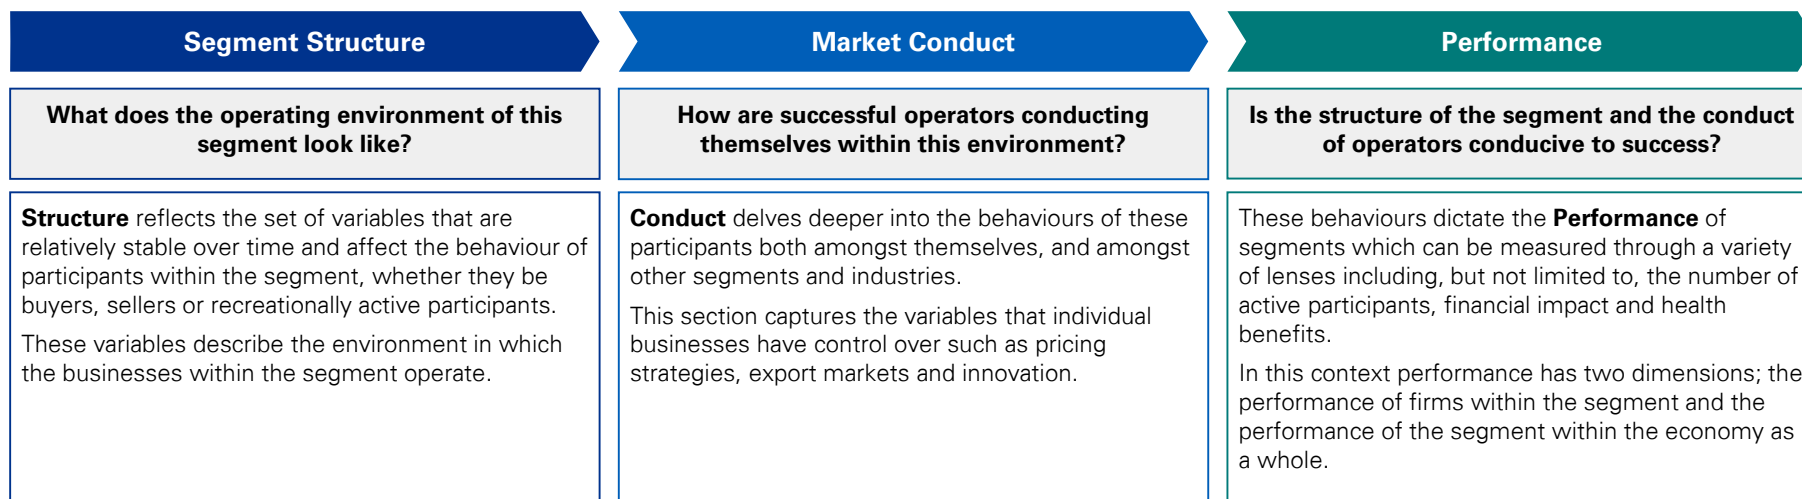 Segment Structure
What does the operating environment of this
segment look like?
Structure reflects the set of variables that are
relatively stable over time and affect the behaviour of
participants within the segment, whether they be
buyers, sellers or recreationally active participants.
These variables describe the environment in which
the businesses within the segment operate.
Market Conduct
How are successful operators conducting
themselves within this environment?
Conduct delves deeper into the behaviours of these
participants both amongst themselves, and amongst
other segments and industries.
This section captures the variables that individual
businesses have control over such as pricing
strategies, export markets and innovation.
Performance
Is the structure of the segment and the conduct
of operators conducive to success?
These behaviours dictate the Performance of
segments which can be measured through a variety
of lenses including, but not limited to, the number of
active participants, financial impact and health
benefits.
In this context performance has two dimensions; the
performance of firms within the segment and the
performance of the segment within the economy as
a whole.